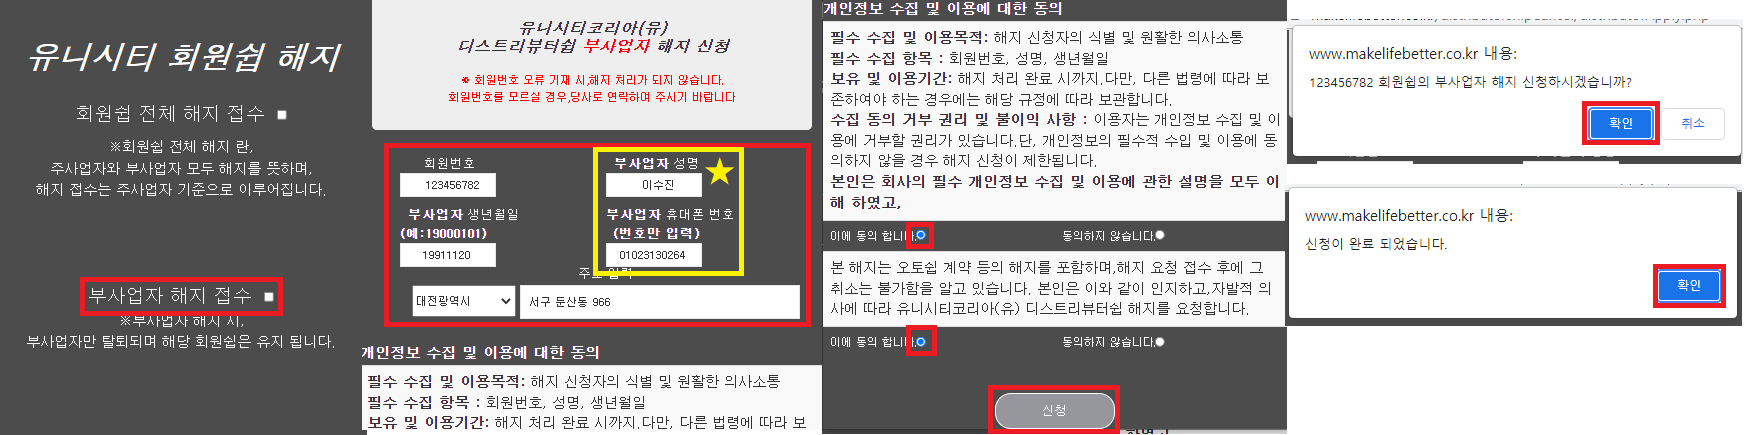 유니시티 회원쉽 해지
회원쉽 전체 해지 접수
※회원쉽 전체 해지 란,
주사업자와 부사업자 모두 해지를 뜻하며,
해지 접수는 주사업자 기준으로 이루어집니다.
부사업자 해지 접수
※부사업자 해지 시,
부사업자만 탈퇴되며 해당 회원쉽은 유지 됩니다.
유니시티코리아(유)
디스트리뷰터쉽 부사업자 해지 신청
※ 회원번호 오류 기재 시,해지 처리가 되지 않습니다.
회원번호를 모르실 경우,당사로 연락하여 주시기 바랍니다
회원번호
123456782
부사업자 성명
이수진
부사업자 생년월일
(예:19000101)
19911120
부사업자 휴대폰 번호
(번호만 입력)
01023130264
주소 입력
대전광역시
서구 둔산동 966
개인정보 수집 및 이용에 대한 동의
필수 수집 및 이용목적: 해지 신청자의 식별 및 원활한 의사소통
필수 수집 항목 : 회원번호, 성명, 생년월일
보유 및 이용기간: 해지 처리 완료 시까지.다만, 다른 법령에 따라 보
개인정보 수집 및 이용에 대한 동의
필수 수집 및 이용목적: 해지 신청자의 식별 및 원활한 의사소통
필수 수집 항목 : 회원번호, 성명, 생년월일
보유 및 이용기간: 해지 처리 완료 시까지.다만, 다른 법령에 따라 보
존하여야 하는 경우에는 해당 규정에 따라 보관합니다.
수집 동의 거부 권리 및 불이익 사항 : 이용자는 개인정보 수집 및 이
용에 거부할 권리가 있습니다.단, 개인정보의 필수적 수입 및 이용에 동
의하지 않을 경우 해지 신청이 제한됩니다.
본인은 회사의 필수 개인정보 수집 및 이용에 관한 설명을 모두 이
해 하였고,
이에 동의 합니다. 동의하지 않습니다.
본 해지는 오토쉽 계약 등의 해지를 포함하며,해지 요청 접수 후에 그
취소는 불가함을 알고 있습니다. 본인은 이와 같이 인지하고,자발적 의
사에 따라 유니시티코리아(유) 디스트리뷰터쉽 해지를 요청합니다.
이에 동의 합니다. 동의하지 않습니다.
신청
www.makelifebetter.co.kr 내용:
123456782 회원쉽의 부사업자 해지 신청하시겠습니까?
확인 취소
www.makelifebetter.co.kr 내용:
신청이 완료 되었습니다.
확인